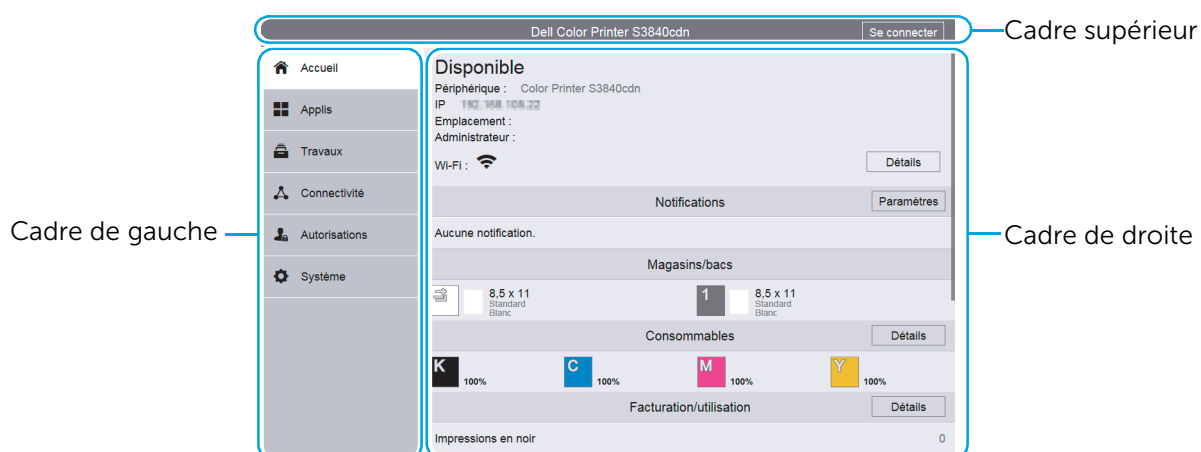 Dell Color Printer S3840cdn
Se connecter
Cadre supérieur
Accueil
Applis
Travaux
Connectivité
Autorisations
Système
Cadre de gauche
Disponible
Périphérique : Color Printer S3840cdn
IP
Emplacement :
Administrateur :
Wi-Fi :
Détails
Notifications
Paramètres
Aucune notification.
Magasins/bacs
8,5 x 11
Standard
Blanc
1
8,5 x 11
Standard
Blanc
Consommables
Détails
K 100%
C 100%
M 100%
Y 100%
Facturation/utilisation
Détails
Impressions en noir 0
Cadre de droite